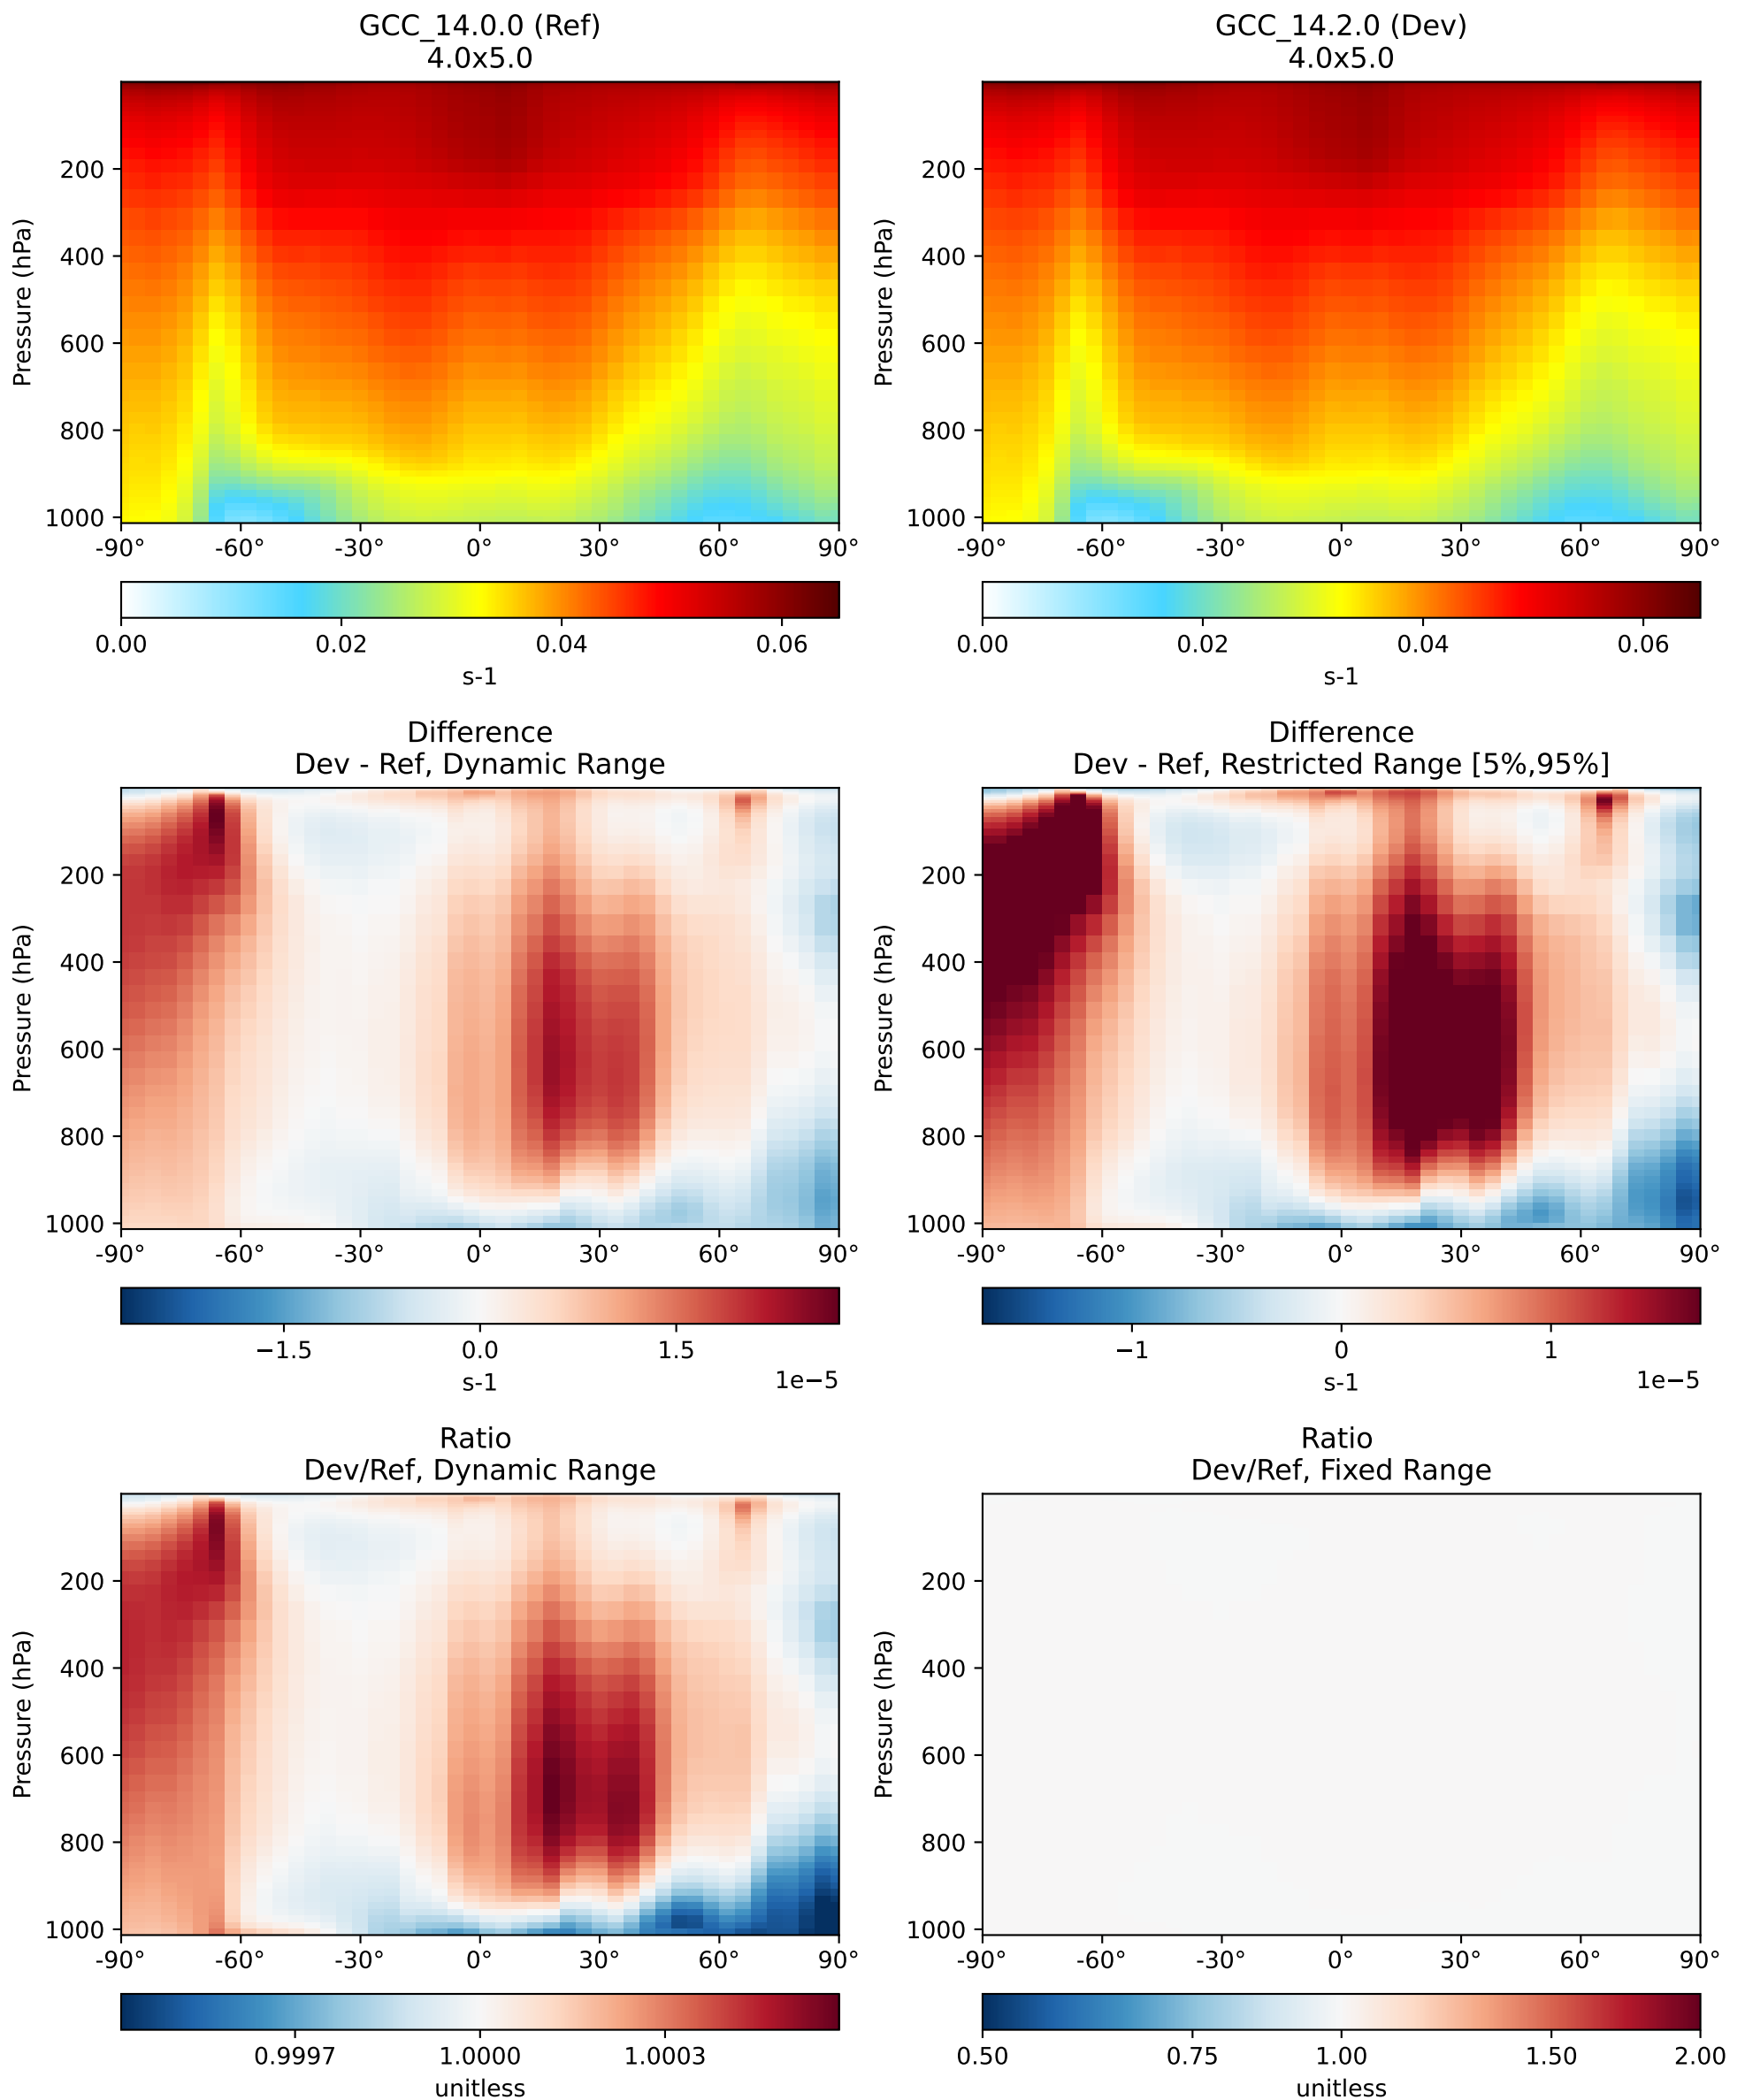 GCC_14.0.0 (Ref)
4.0x5.0
Pressure (hPa)
200
400
600
800
1000
-90° -60° -30° 0° 30° 60° 90°
0.00 0.02 0.04 0.06
s-1
GCC_14.2.0 (Dev)
4.0x5.0
Pressure (hPa)
200
400
600
800
1000
-90° -60° -30° 0° 30° 60° 90°
0.00 0.02 0.04 0.06
s-1
Difference
Dev - Ref, Dynamic Range
Pressure (hPa)
200
400
600
800
1000
-90° -60° -30° 0° 30° 60° 90°
−1.5 0.0 1.5
s-1 1e−5
Difference
Dev - Ref, Restricted Range [5%,95%]
Pressure (hPa)
200
400
600
800
1000
-90° -60° -30° 0° 30° 60° 90°
−1 0 1
s-1 1e−5
Ratio
Dev/Ref, Dynamic Range
Pressure (hPa)
200
400
600
800
1000
-90° -60° -30° 0° 30° 60° 90°
0.9997 1.0000 1.0003
unitless
Ratio
Dev/Ref, Fixed Range
Pressure (hPa)
200
400
600
800
1000
-90° -60° -30° 0° 30° 60° 90°
0.50 0.75 1.00 1.50 2.00
unitless